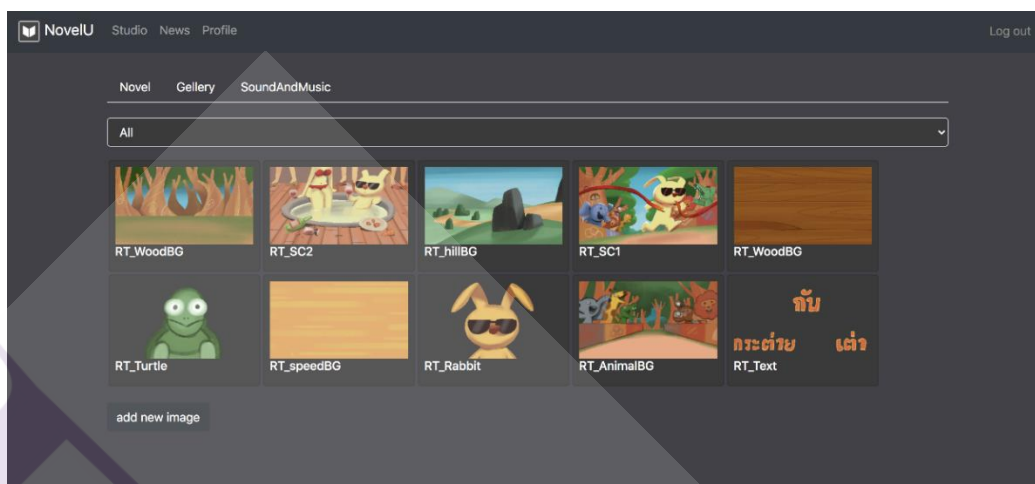 NovelU Studio News Profile Log out
Novel Gellery SoundAndMusic
All
RT_WoodBG RT_SC2 RT_hillBG RT_SC1 RT_WoodBG
กับ
กระต่าย เต่า
RT_Turtle RT_speedBG RT_Rabbit RT_AnimalBG RT_Text
add new image